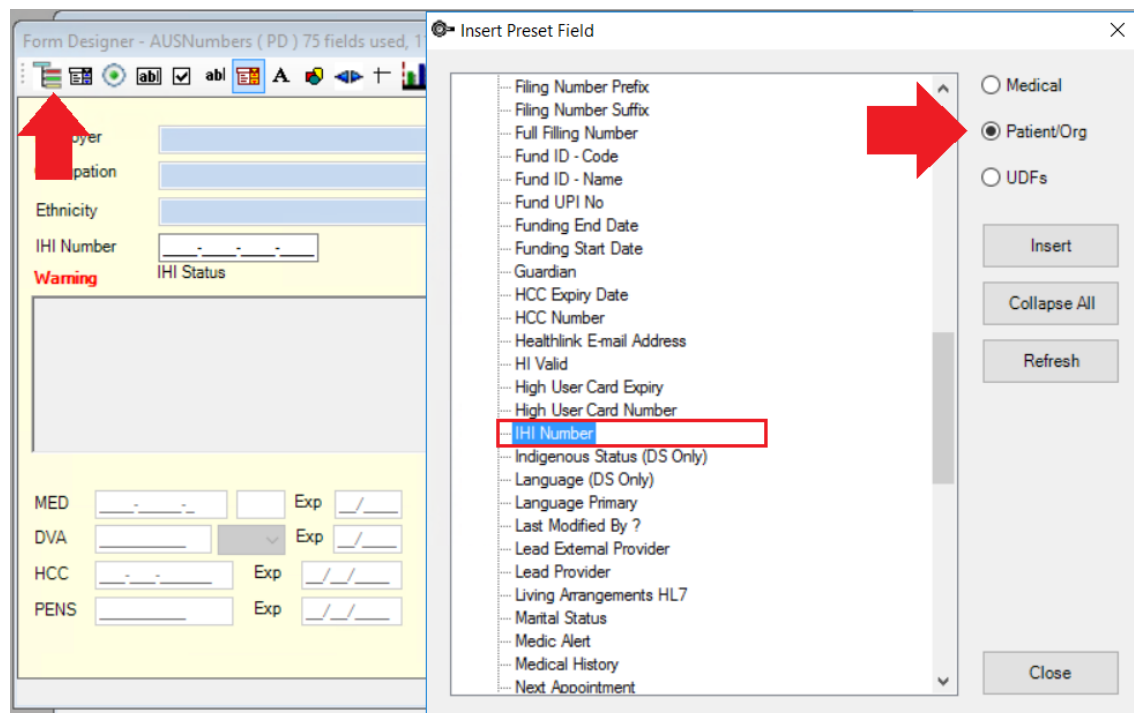 Form Designer - AUSNumbers ( PD ) 75 fields used,
abl
abl
A
Ethnicity
IHI Number
IHI Status
Warning
MED
Exp
DVA
Exp
HCC
Exp
PENS
Exp
Insert Preset Field
Filing Number Prefix
Filing Number Suffix
Full Filling Number
Fund ID - Code
Fund ID - Name
Fund UPI No
Funding End Date
Funding Start Date
Guardian
HCC Expiry Date
HCC Number
Healthlink E-mail Address
HI Valid
High User Card Expiry
High User Card Number
IHI Number
Indigenous Status (DS Only)
Language (DS Only)
Language Primary
Last Modified By ?
Lead External Provider
Lead Provider
Living Arrangements HL7
Marital Status
Medic Alert
Medical History
Next Appointment
Medical
Patient/Org
UDFs
Insert
Collapse All
Refresh
Close